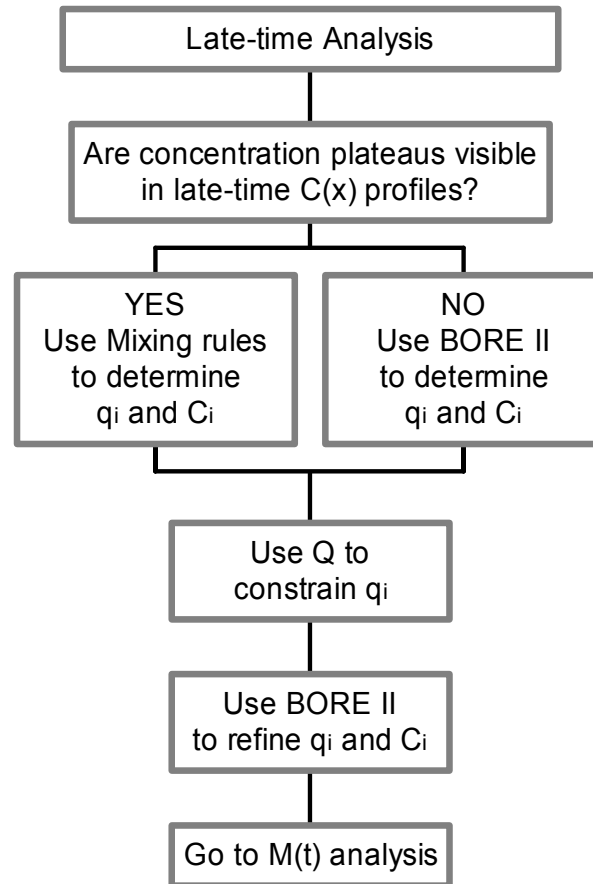 Late-time Analysis
Are concentration plateaus visible
in late-time C(x) profiles?
YES
Use Mixing rules
to determine
qi and Ci
NO
Use BORE II
to determine
qi and Ci
Use Q to
constrain qi
Use BORE II
to refine qi and Ci
Go to M(t) analysis